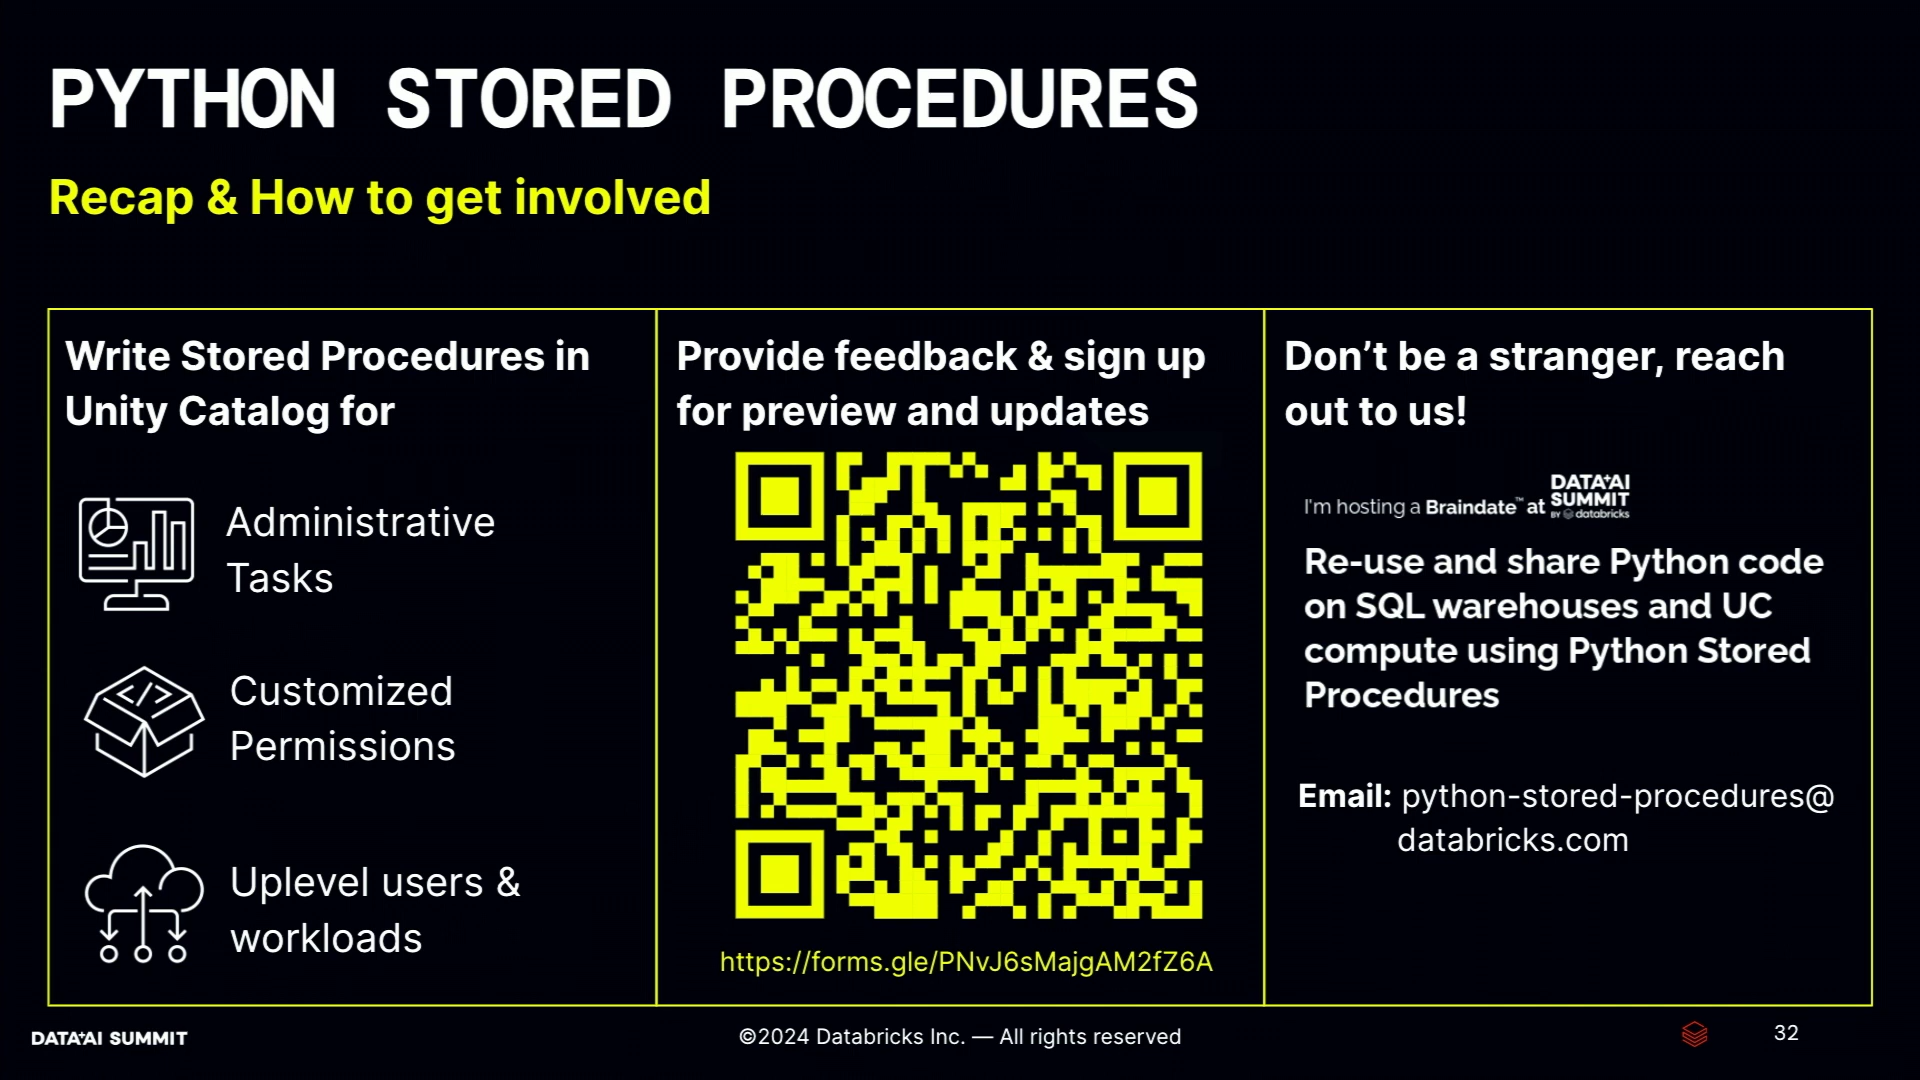 PYTHON STORED PROCEDURES
Recap & How to get involved
Write Stored Procedures in
Unity Catalog for
Administrative
Tasks
Customized
Permissions
Uplevel users &
workloads
Provide feedback & sign up
for preview and updates
https://forms.gle/PNvJ6sMajgAM2fZ6A
Don’t be a stranger, reach
out to us!
I'm hosting a Braindate™ at DATA+AI SUMMIT BY databricks
Re-use and share Python code
on SQL warehouses and UC
compute using Python Stored
Procedures
Email: python-stored-procedures@
databricks.com
DATA+AI SUMMIT
©2024 Databricks Inc. — All rights reserved
32